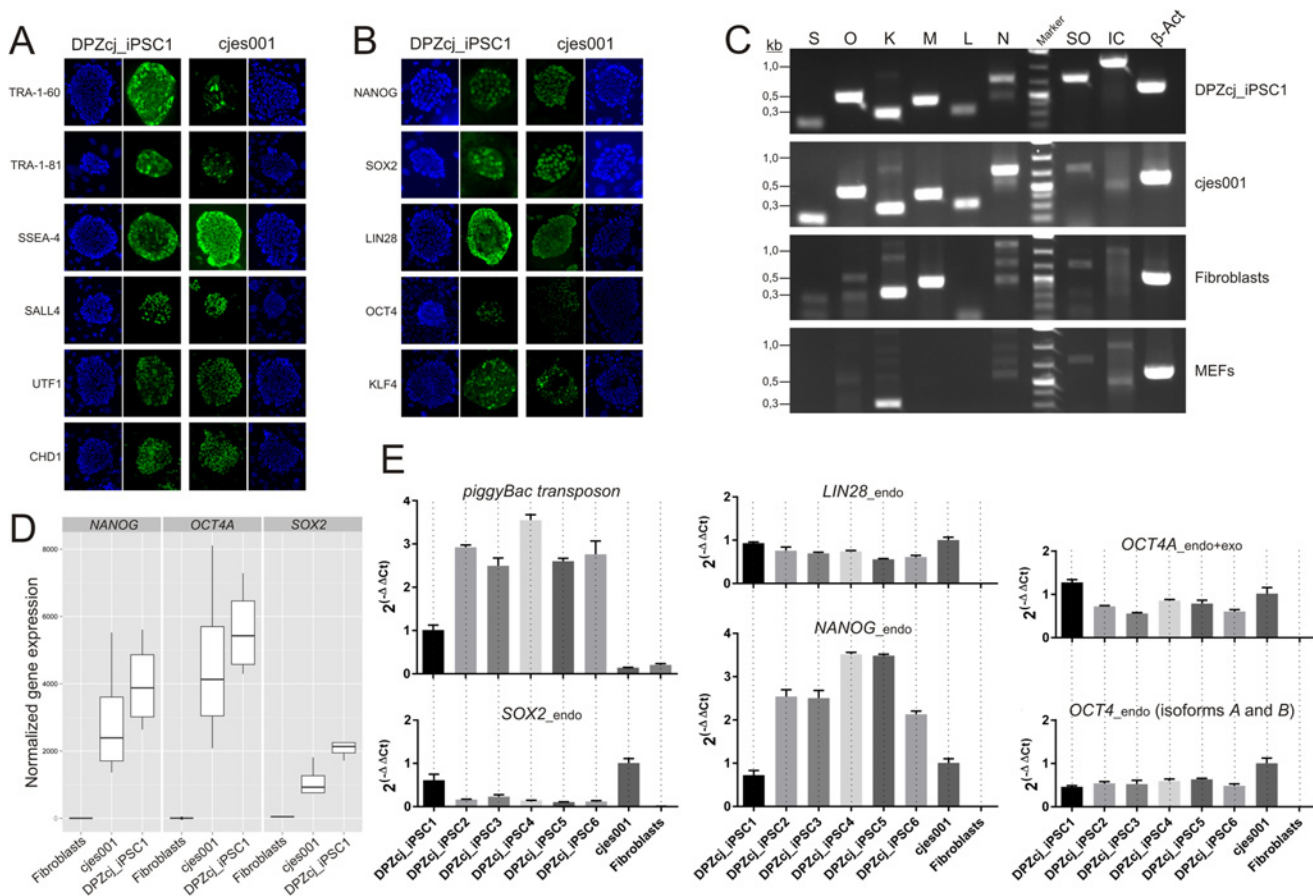 A
DPZcj_iPSC1 cjes001
TRA-1-60
TRA-1-81
SSEA-4
SALL4
UTF1
CHD1
B
DPZcj_iPSC1 cjes001
NANOG
SOX2
LIN28
OCT4
KLF4
C
kb S O K M L N Marker SO IC β-Act
1,0
0,5
0,3
DPZcj_iPSC1
1,0
0,5
0,3
cjes001
1,0
0,5
0,3
Fibroblasts
1,0
0,5
0,3
MEFs
D
NANOG OCT4A SOX2
Normalized gene expression
8000
6000
4000
2000
0
Fibroblasts cjes001 DPZcj_iPSC1 Fibroblasts cjes001 DPZcj_iPSC1 Fibroblasts cjes001 DPZcj_iPSC1
E
piggyBac transposon
2(-Δ ΔCt)
4
3
2
1
0
SOX2_endo
2(-Δ ΔCt)
2
1
0
DPZcj_iPSC1 DPZcj_iPSC2 DPZcj_iPSC3 DPZcj_iPSC4 DPZcj_iPSC5 DPZcj_iPSC6 cjes001 Fibroblasts
LIN28_endo
2(-Δ ΔCt)
2
1
0
NANOG_endo
2(-Δ ΔCt)
4
3
2
1
0
DPZcj_iPSC1 DPZcj_iPSC2 DPZcj_iPSC3 DPZcj_iPSC4 DPZcj_iPSC5 DPZcj_iPSC6 cjes001 Fibroblasts
OCT4A_endo+exo
2(-Δ ΔCt)
2
1
0
OCT4_endo (isoforms A and B)
2(-Δ ΔCt)
2
1
0
DPZcj_iPSC1 DPZcj_iPSC2 DPZcj_iPSC3 DPZcj_iPSC4 DPZcj_iPSC5 DPZcj_iPSC6 cjes001 Fibroblasts